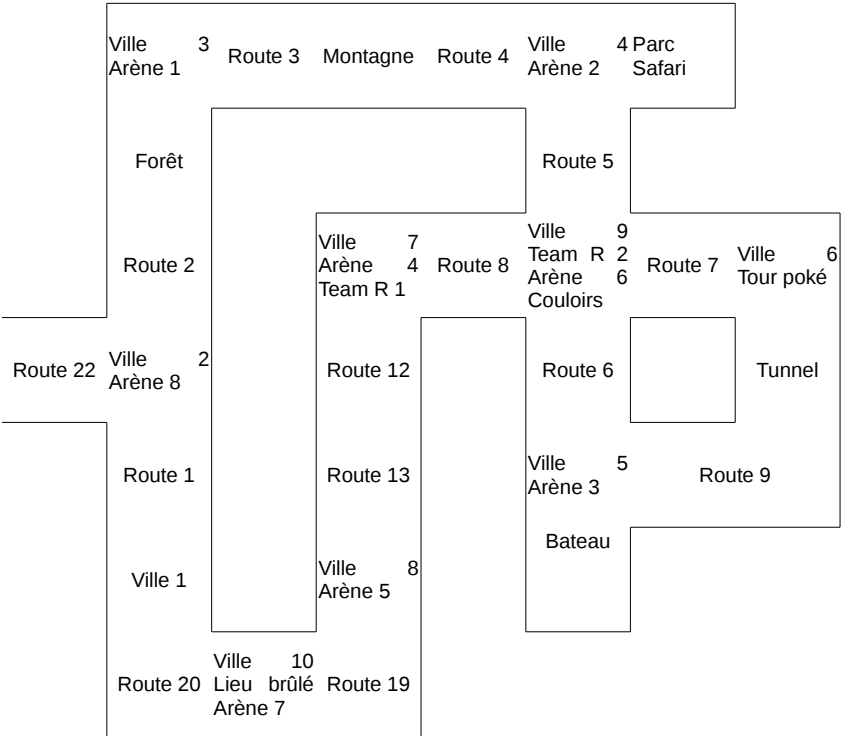 Ville 3
Arène 1
Route 3
Montagne
Route 4
Ville 4
Arène 2
Parc
Safari
Forêt
Route 5
Route 2
Ville 7
Arène 4
Team R 1
Route 8
Ville 9
Team R 2
Arène 6
Couloirs
Route 7
Ville 6
Tour poké
Route 22
Ville 2
Arène 8
Route 12
Route 6
Tunnel
Route 1
Route 13
Ville 5
Arène 3
Route 9
Bateau
Ville 1
Ville 8
Arène 5
Route 20
Ville 10
Lieu brûlé
Arène 7
Route 19